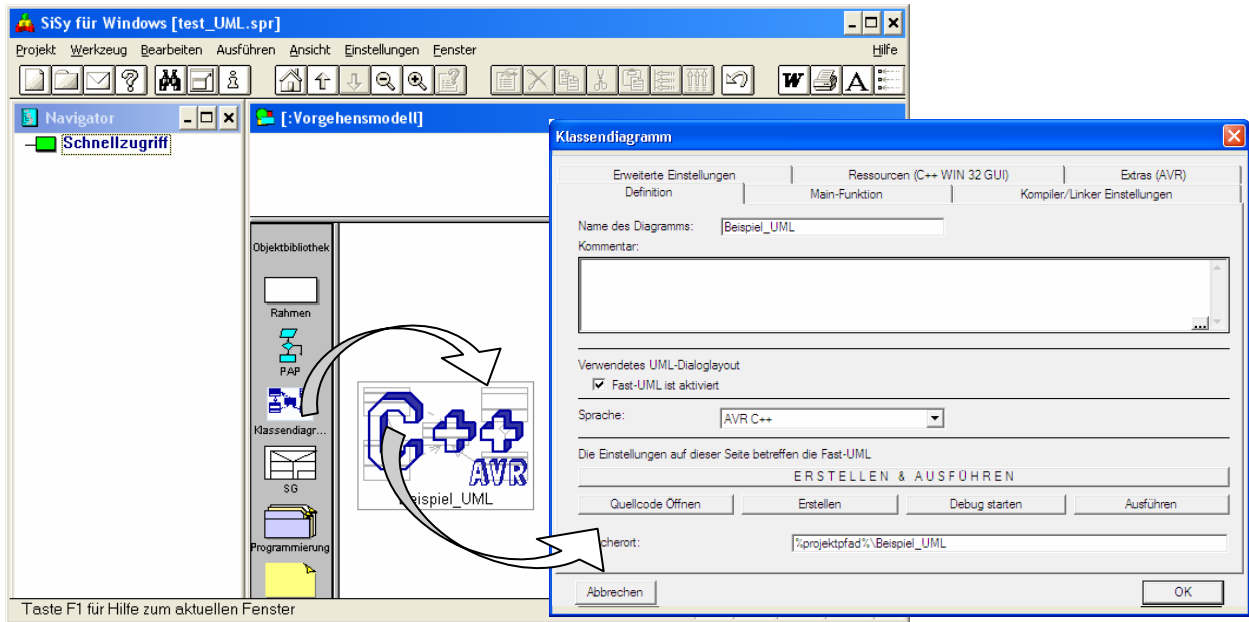 SiSy für Windows [test_UML.spr]
Projekt Werkzeug Bearbeiten Ausführen Ansicht Einstellungen Fenster Hilfe
Navigator
Schnellzugriff
[:Vorgehensmodell]
Objektbibliothek
Rahmen
PAP
Klassendiagr...
SG
Programmierung
C++
AVR
Beispiel_UML
Taste F1 für Hilfe zum aktuellen Fenster
Klassendiagramm
Erweiterte Einstellungen Ressourcen (C++ WIN 32 GUI) Extras (AVR)
Definition Main-Funktion Kompiler/Linker Einstellungen
Name des Diagramms: Beispiel_UML
Kommentar:
...
Verwendetes UML-Dialoglayout
Fast-UML ist aktiviert
Sprache: AVR C++
Die Einstellungen auf dieser Seite betreffen die Fast-UML
ERSTELLEN & AUSFÜHREN
Quellcode Öffnen Erstellen Debug starten Ausführen
cherort: %projektpfad%\Beispiel_UML
Abbrechen OK